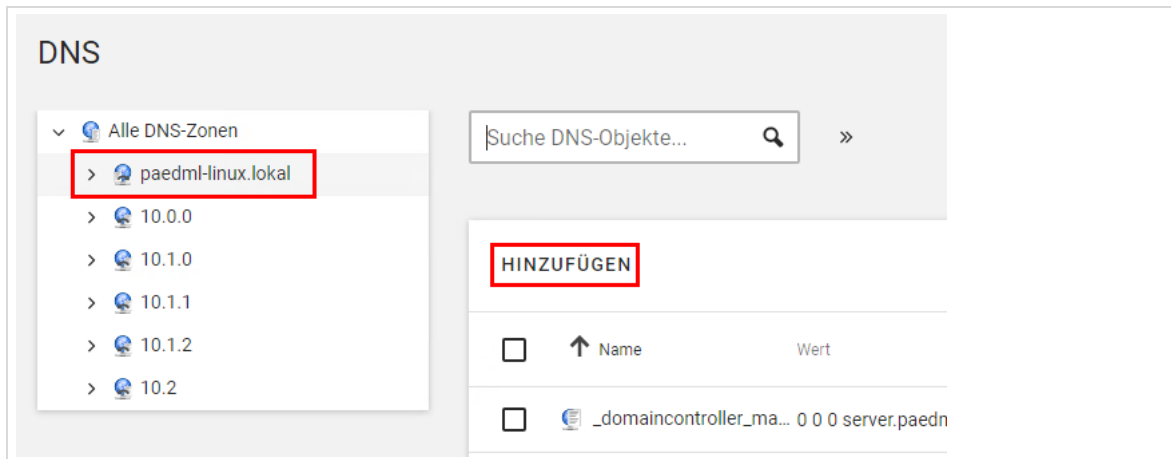 DNS
Alle DNS-Zonen
paedml-linux.lokal
10.0.0
10.1.0
10.1.1
10.1.2
10.2
Suche DNS-Objekte...
»
HINZUFÜGEN
Name Wert
_domaincontroller_ma... 0 0 0 server.paedm